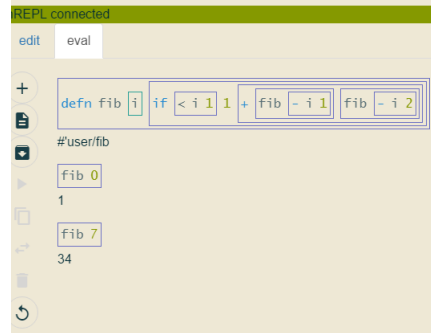 nREPL connected
edit eval
defn fib i if < i 1 1 + fib - i 1 fib - i 2
#'user/fib
fib 0
1
fib 7
34